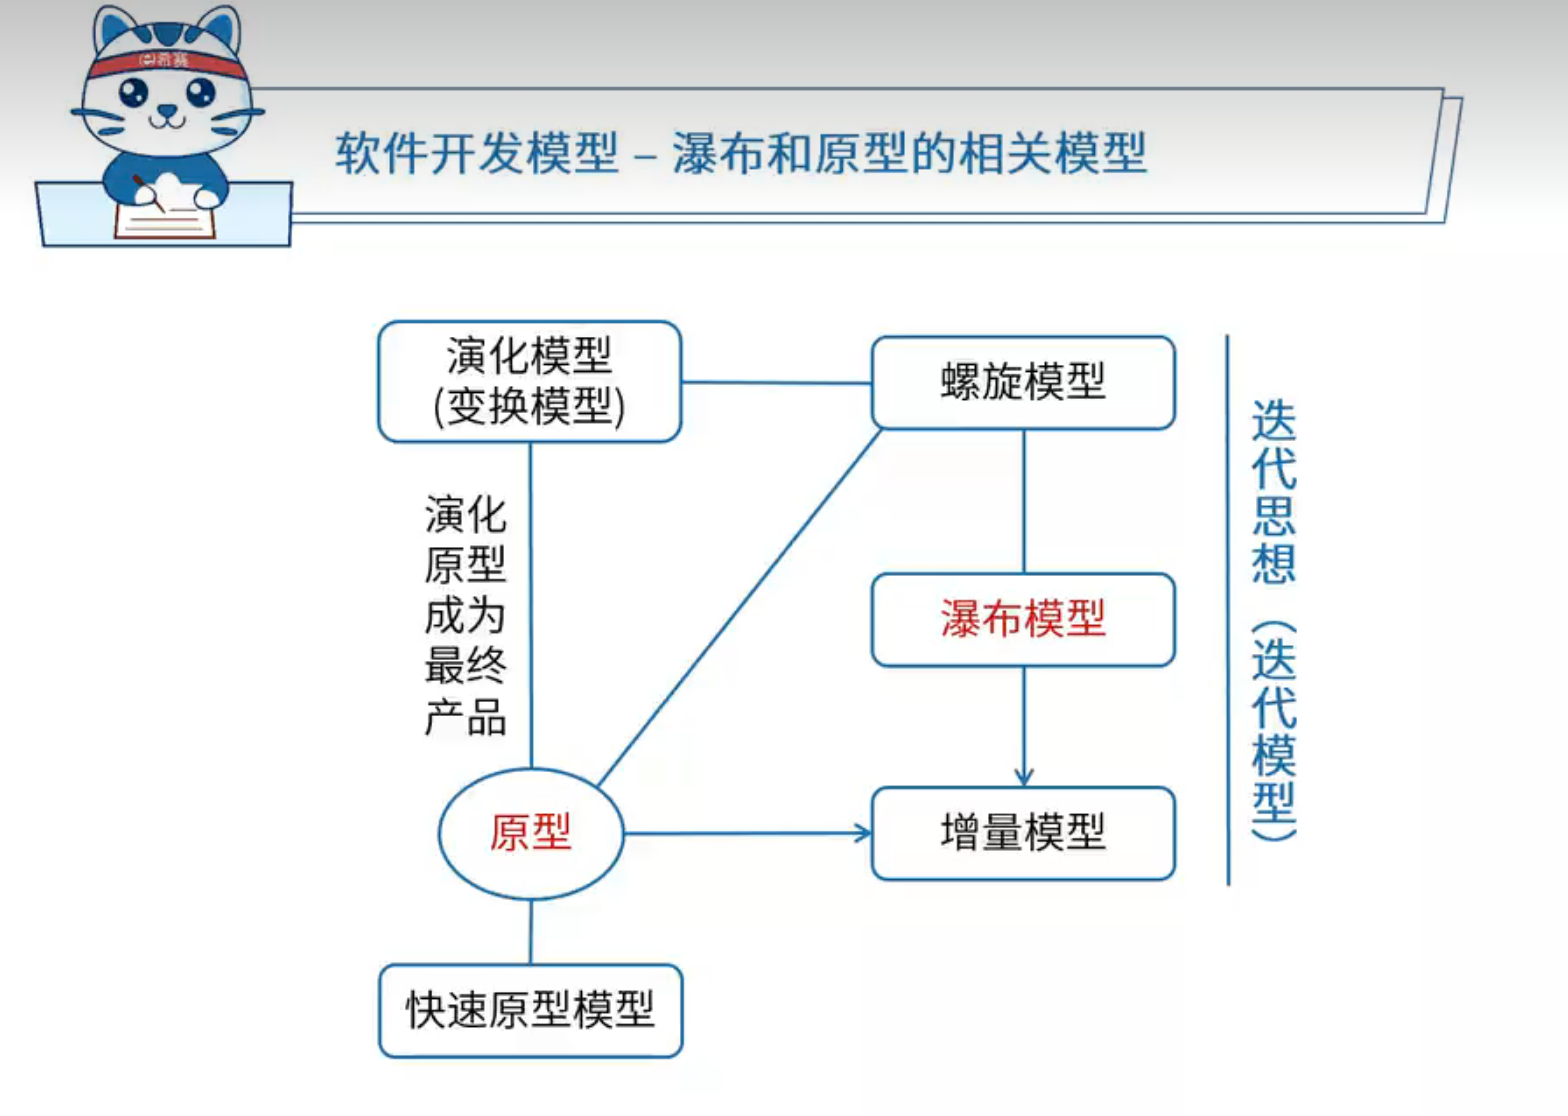 希赛
软件开发模型 – 瀑布和原型的相关模型
演化模型
(变换模型)
螺旋模型
演化
原型
成为
最终
产品
瀑布模型
原型
增量模型
快速原型模型
迭代思想（迭代模型）